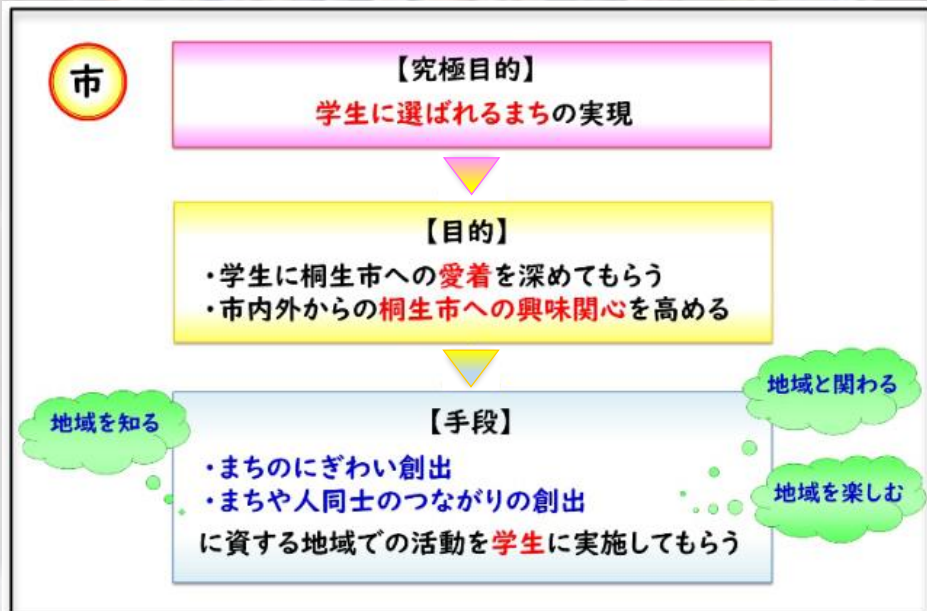 市
【究極目的】
学生に選ばれるまちの実現
【目的】
・学生に桐生市への愛着を深めてもらう
・市内外からの桐生市への興味関心を高める
地域と関わる
地域を知る
【手段】
・まちのにぎわい創出
・まちや人同士のつながりの創出
地域を楽しむ
に資する地域での活動を学生に実施してもらう